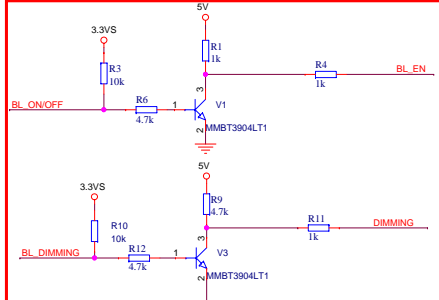 5V
3.3VS
R1
1k
R3
10k
R4
1k
BL_EN
BL_ON/OFF
R6
4.7k
1
3
2
V1
MMBT3904LT1
5V
3.3VS
R9
4.7k
R10
10k
R11
1k
DIMMING
BL_DIMMING
R12
4.7k
1
3
2
V3
MMBT3904LT1